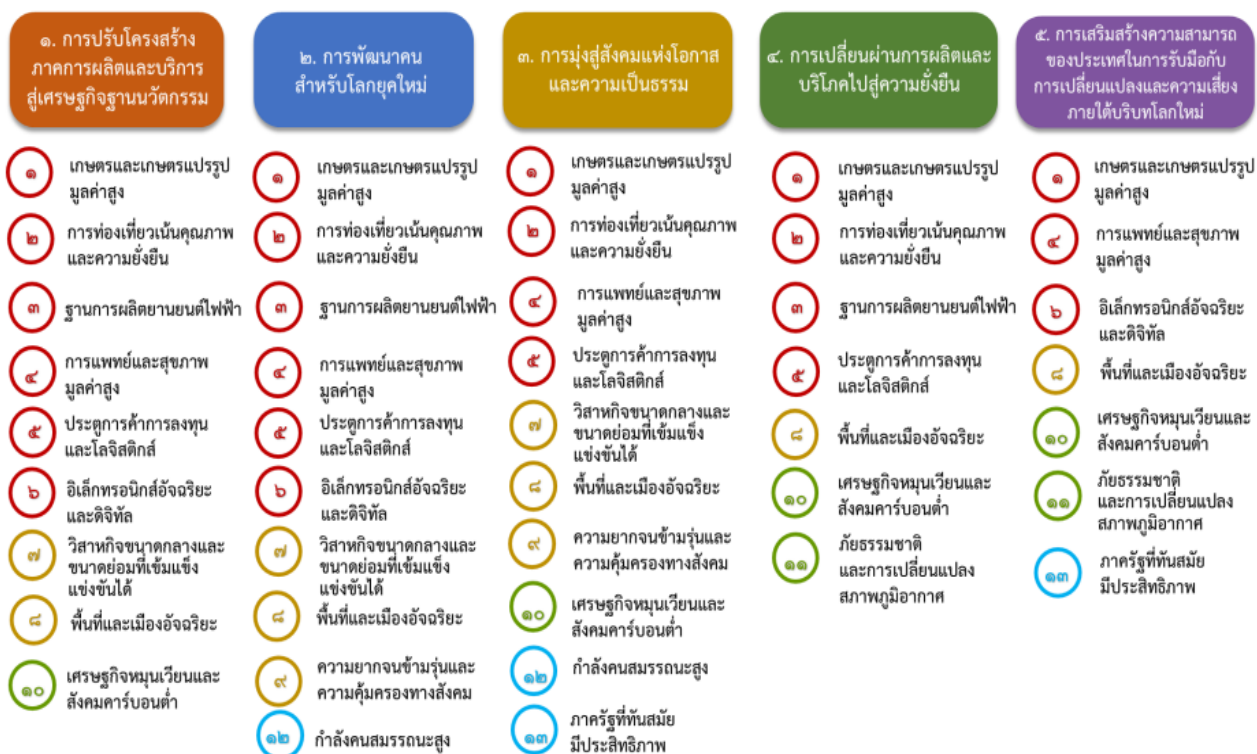 ๑. การปรับโครงสร้าง
ภาคการผลิตและบริการ
สู่เศรษฐกิจฐานนวัตกรรม
๑
เกษตรและเกษตรแปรรูป
มูลค่าสูง
๒
การท่องเที่ยวเน้นคุณภาพ
และความยั่งยืน
๓
ฐานการผลิตยานยนต์ไฟฟ้า
๔
การแพทย์และสุขภาพ
มูลค่าสูง
๕
ประตูการค้าการลงทุน
และโลจิสติกส์
๖
อิเล็กทรอนิกส์อัจฉริยะ
และดิจิทัล
๗
วิสาหกิจขนาดกลางและ
ขนาดย่อมที่เข้มแข็ง
แข่งขันได้
๘
พื้นที่และเมืองอัจฉริยะ
๑๐
เศรษฐกิจหมุนเวียนและ
สังคมคาร์บอนต่ำ
๒. การพัฒนาคน
สำหรับโลกยุคใหม่
๑
เกษตรและเกษตรแปรรูป
มูลค่าสูง
๒
การท่องเที่ยวเน้นคุณภาพ
และความยั่งยืน
๓
ฐานการผลิตยานยนต์ไฟฟ้า
๔
การแพทย์และสุขภาพ
มูลค่าสูง
๕
ประตูการค้าการลงทุน
และโลจิสติกส์
๖
อิเล็กทรอนิกส์อัจฉริยะ
และดิจิทัล
๗
วิสาหกิจขนาดกลางและ
ขนาดย่อมที่เข้มแข็ง
แข่งขันได้
๘
พื้นที่และเมืองอัจฉริยะ
๙
ความยากจนข้ามรุ่นและ
ความคุ้มครองทางสังคม
๑๒
กำลังคนสมรรถนะสูง
๓. การมุ่งสู่สังคมแห่งโอกาส
และความเป็นธรรม
๑
เกษตรและเกษตรแปรรูป
มูลค่าสูง
๒
การท่องเที่ยวเน้นคุณภาพ
และความยั่งยืน
๔
การแพทย์และสุขภาพ
มูลค่าสูง
๕
ประตูการค้าการลงทุน
และโลจิสติกส์
๗
วิสาหกิจขนาดกลางและ
ขนาดย่อมที่เข้มแข็ง
แข่งขันได้
๘
พื้นที่และเมืองอัจฉริยะ
๙
ความยากจนข้ามรุ่นและ
ความคุ้มครองทางสังคม
๑๐
เศรษฐกิจหมุนเวียนและ
สังคมคาร์บอนต่ำ
๑๒
กำลังคนสมรรถนะสูง
๑๓
ภาครัฐที่ทันสมัย
มีประสิทธิภาพ
๔. การเปลี่ยนผ่านการผลิตและ
บริโภคไปสู่ความยั่งยืน
๑
เกษตรและเกษตรแปรรูป
มูลค่าสูง
๒
การท่องเที่ยวเน้นคุณภาพ
และความยั่งยืน
๓
ฐานการผลิตยานยนต์ไฟฟ้า
๕
ประตูการค้าการลงทุน
และโลจิสติกส์
๘
พื้นที่และเมืองอัจฉริยะ
๑๐
เศรษฐกิจหมุนเวียนและ
สังคมคาร์บอนต่ำ
๑๑
ภัยธรรมชาติ
และการเปลี่ยนแปลง
สภาพภูมิอากาศ
๕. การเสริมสร้างความสามารถ
ของประเทศในการรับมือกับ
การเปลี่ยนแปลงและความเสี่ยง
ภายใต้บริบทโลกใหม่
๑
เกษตรและเกษตรแปรรูป
มูลค่าสูง
๔
การแพทย์และสุขภาพ
มูลค่าสูง
๖
อิเล็กทรอนิกส์อัจฉริยะ
และดิจิทัล
๘
พื้นที่และเมืองอัจฉริยะ
๑๐
เศรษฐกิจหมุนเวียนและ
สังคมคาร์บอนต่ำ
๑๑
ภัยธรรมชาติ
และการเปลี่ยนแปลง
สภาพภูมิอากาศ
๑๓
ภาครัฐที่ทันสมัย
มีประสิทธิภาพ